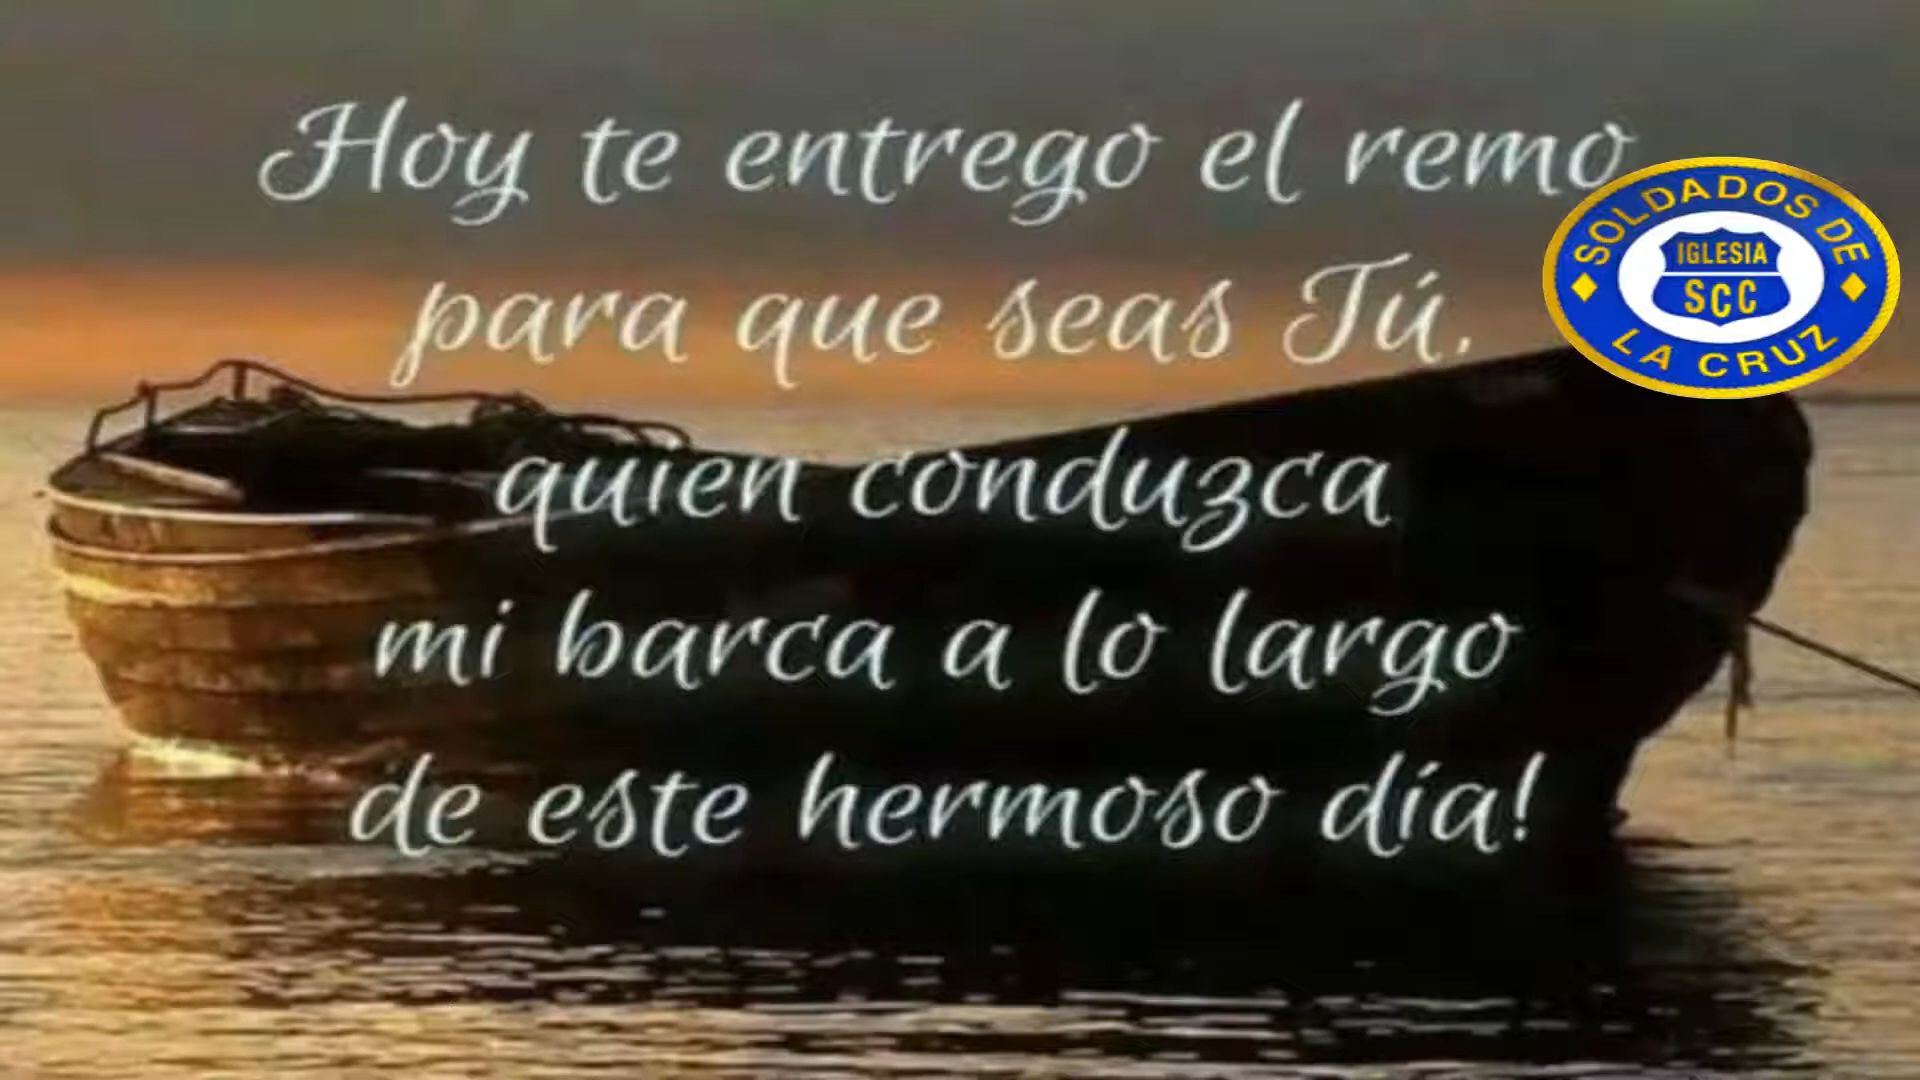 Hoy te entrego el remo
para que seas Tú,
quien conduzca
mi barca a lo largo
de este hermoso día!
SOLDADOS DE
IGLESIA
SCC
LA CRUZ